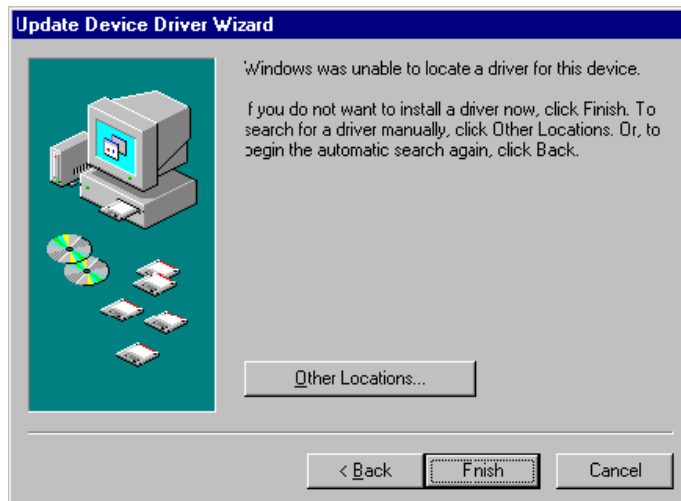 Update Device Driver Wizard
Windows was unable to locate a driver for this device.
If you do not want to install a driver now, click Finish. To
search for a driver manually, click Other Locations. Or, to
begin the automatic search again, click Back.
Other Locations...
< Back
Finish
Cancel